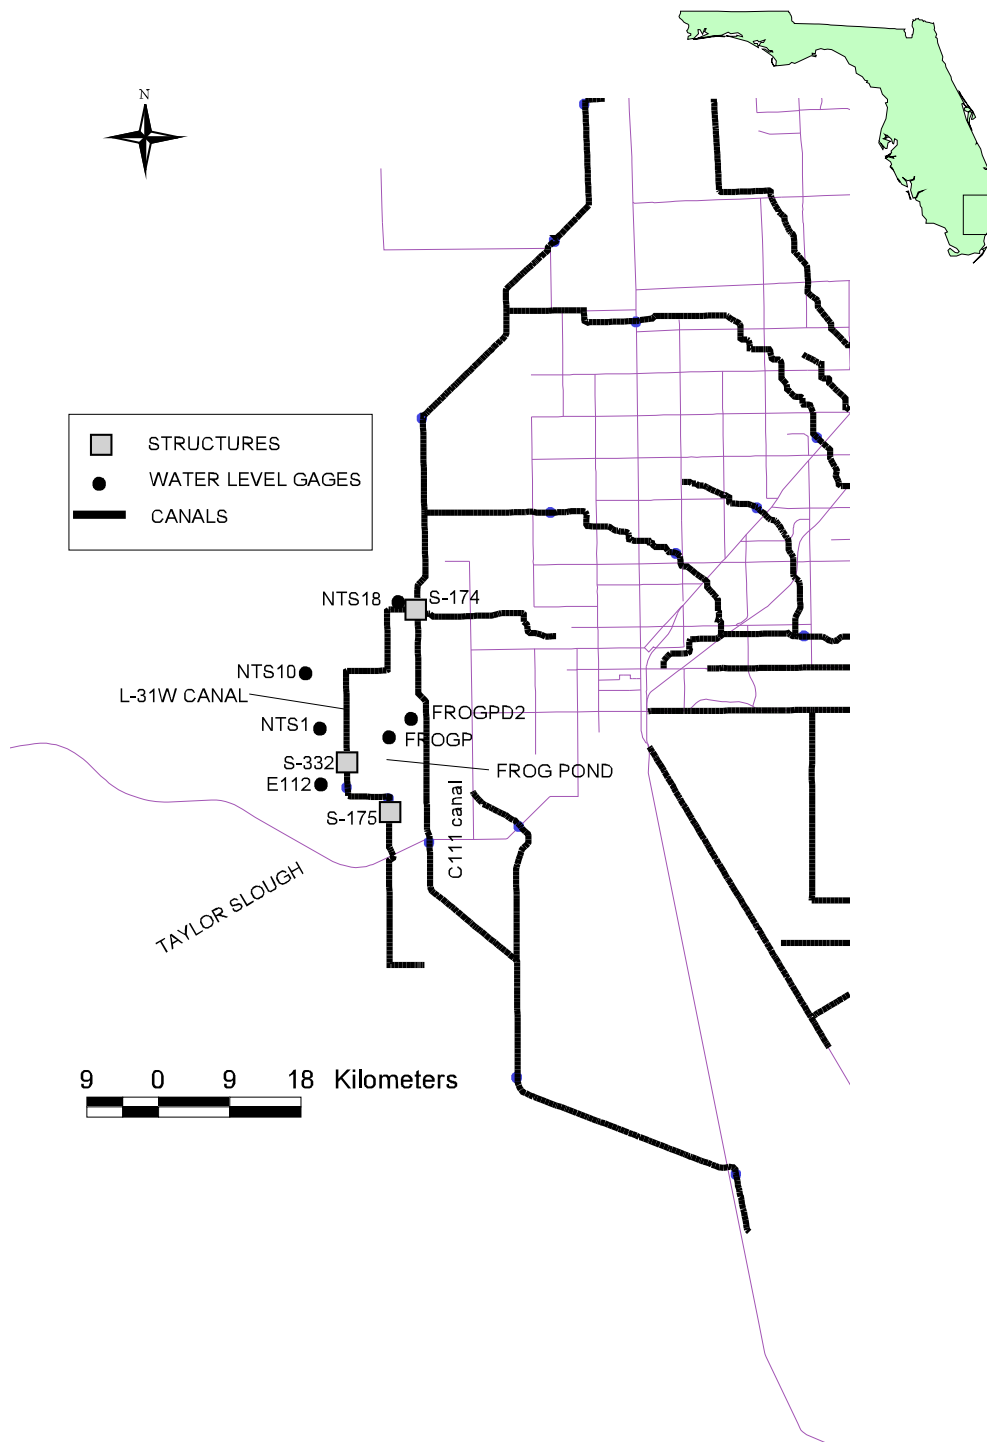 N
STRUCTURES
WATER LEVEL GAGES
CANALS
NTS18
S-174
NTS10
L-31W CANAL
FROGPD2
NTS1
FROGP
S-332
FROG POND
E112
S-175
C111 canal
TAYLOR SLOUGH
9 0 9 18 Kilometers